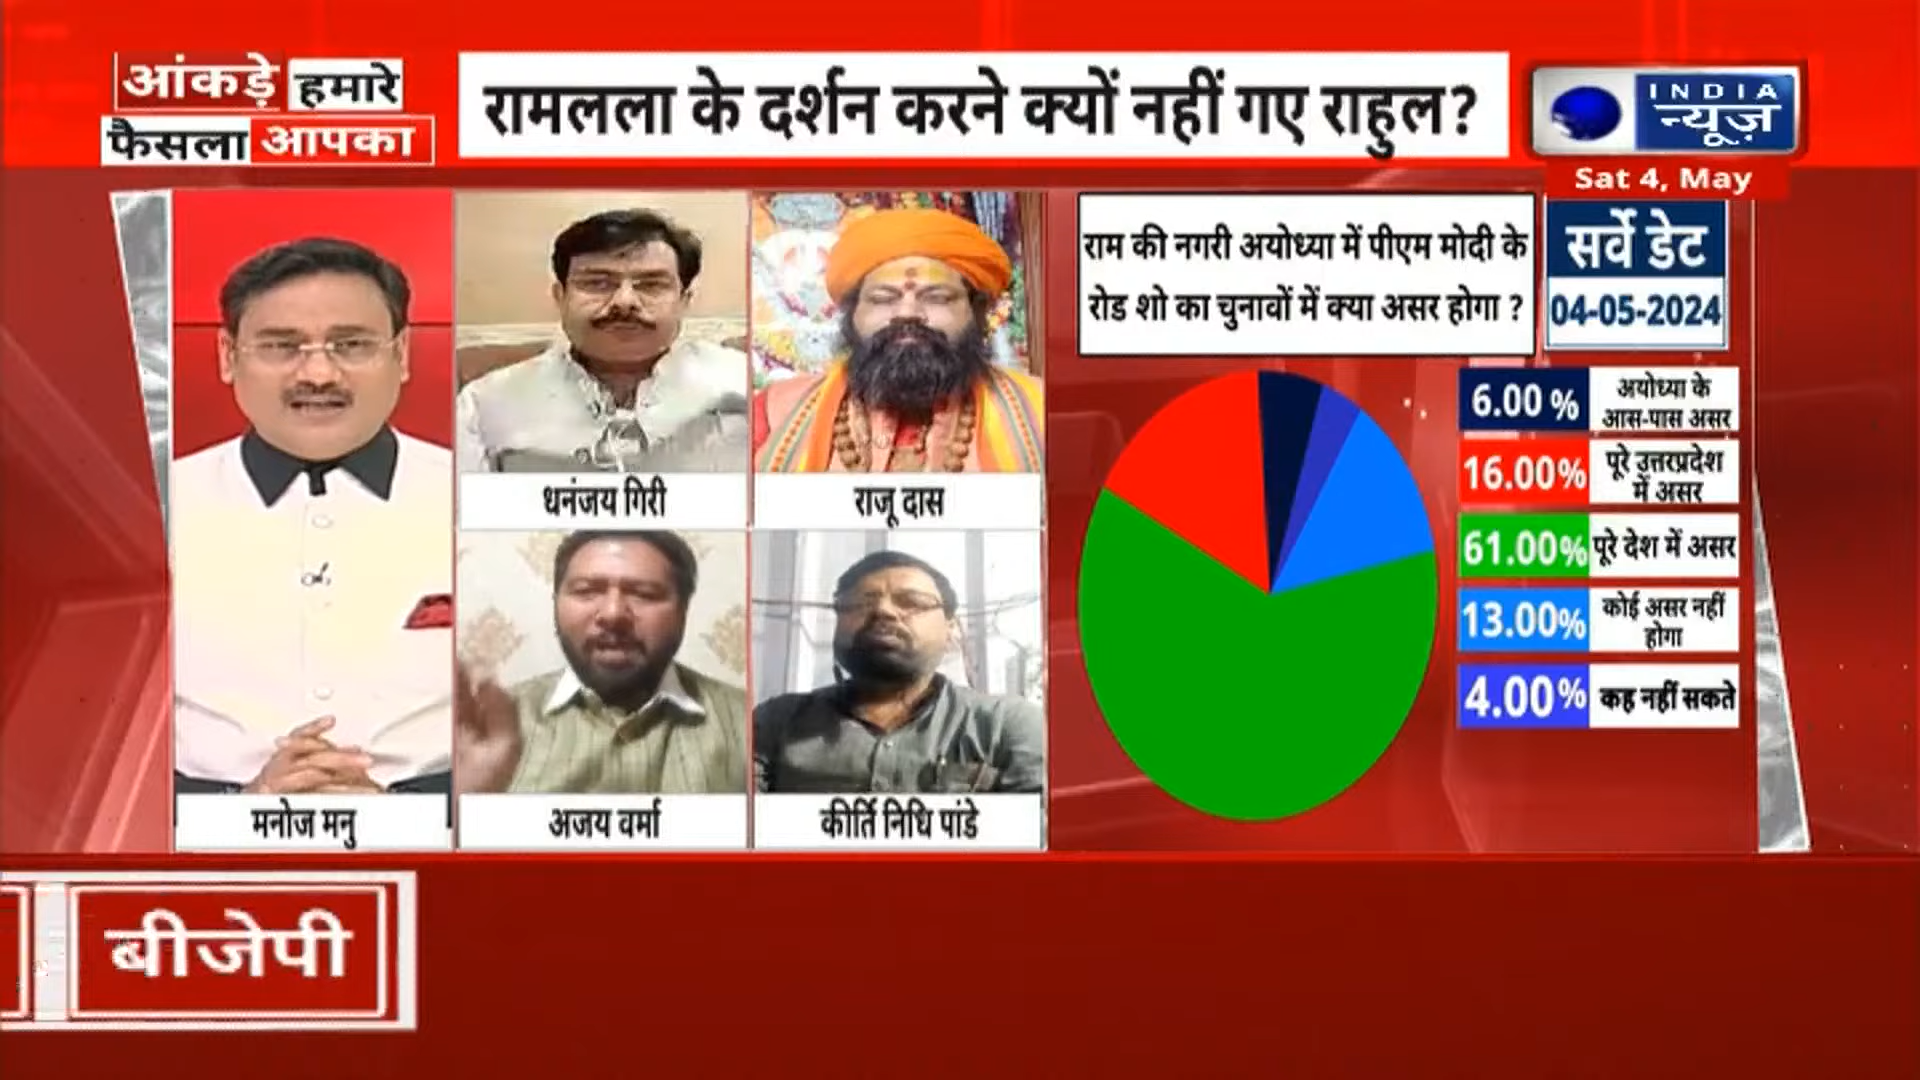 आंकड़े हमारे
फैसला आपका
रामलला के दर्शन करने क्यों नहीं गए राहुल?
INDIA
न्यूज़
Sat 4, May
राम की नगरी अयोध्या में पीएम मोदी के
रोड शो का चुनावों में क्या असर होगा ?
सर्वे डेट
04-05-2024
6.00 %
अयोध्या के
आस-पास असर
16.00%
पूरे उत्तरप्रदेश
में असर
61.00%
पूरे देश में असर
13.00%
कोई असर नहीं
होगा
4.00%
कह नहीं सकते
धनंजय गिरी
राजू दास
मनोज मनु
अजय वर्मा
कीर्ति निधि पांडे
बीजेपी